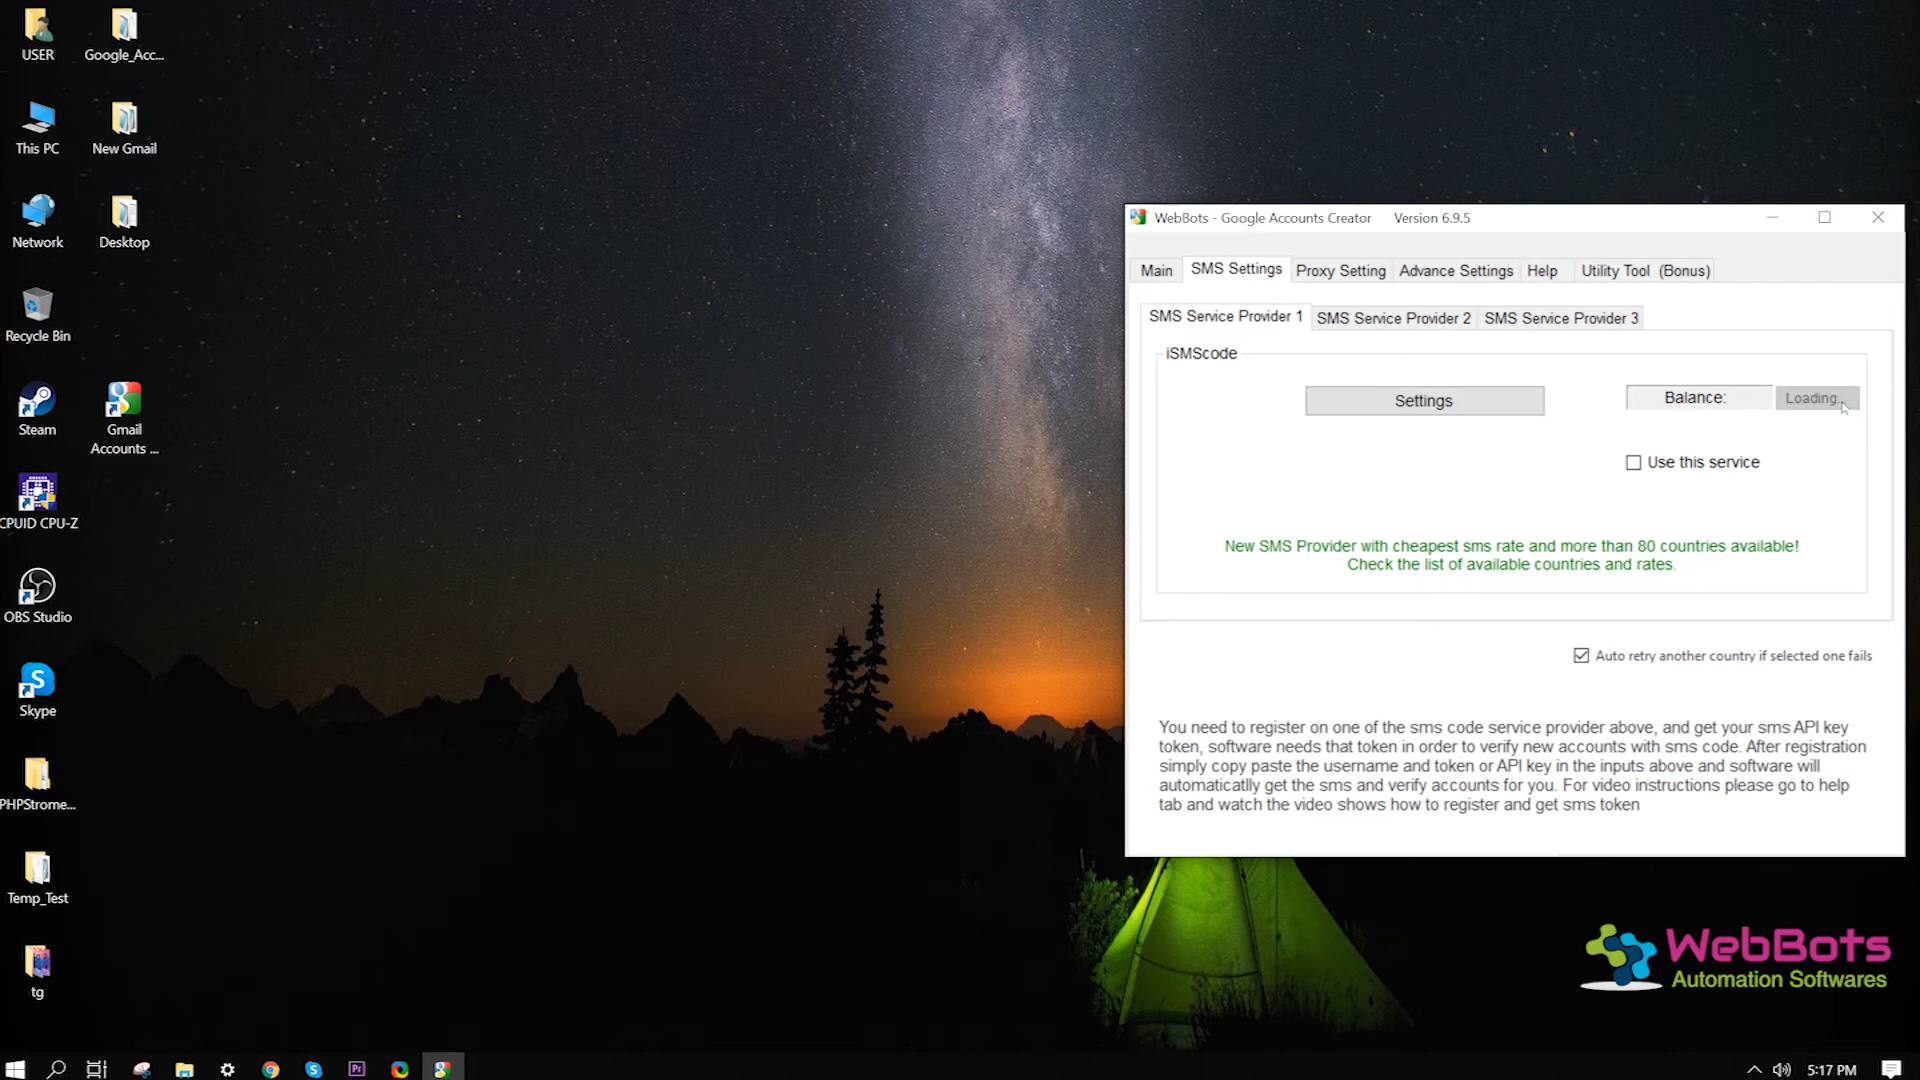 USER
Google_Acc...
This PC
New Gmail
Network
Desktop
Recycle Bin
Steam
Gmail
Accounts ...
CPUID CPU-Z
OBS Studio
Skype
PHPStrome...
Temp_Test
tg
WebBots - Google Accounts Creator Version 6.9.5
Main SMS Settings Proxy Setting Advance Settings Help Utility Tool (Bonus)
SMS Service Provider 1 SMS Service Provider 2 SMS Service Provider 3
iSMScode
Settings Balance: Loading...
Use this service
New SMS Provider with cheapest sms rate and more than 80 countries available!
Check the list of available countries and rates.
Auto retry another country if selected one fails
You need to register on one of the sms code service provider above, and get your sms API key
token, software needs that token in order to verify new accounts with sms code. After registration
simply copy paste the username and token or API key in the inputs above and software will
automaticatlly get the sms and verify accounts for you. For video instructions please go to help
tab and watch the video shows how to register and get sms token
WebBots
Automation Softwares
Pr
5:17 PM